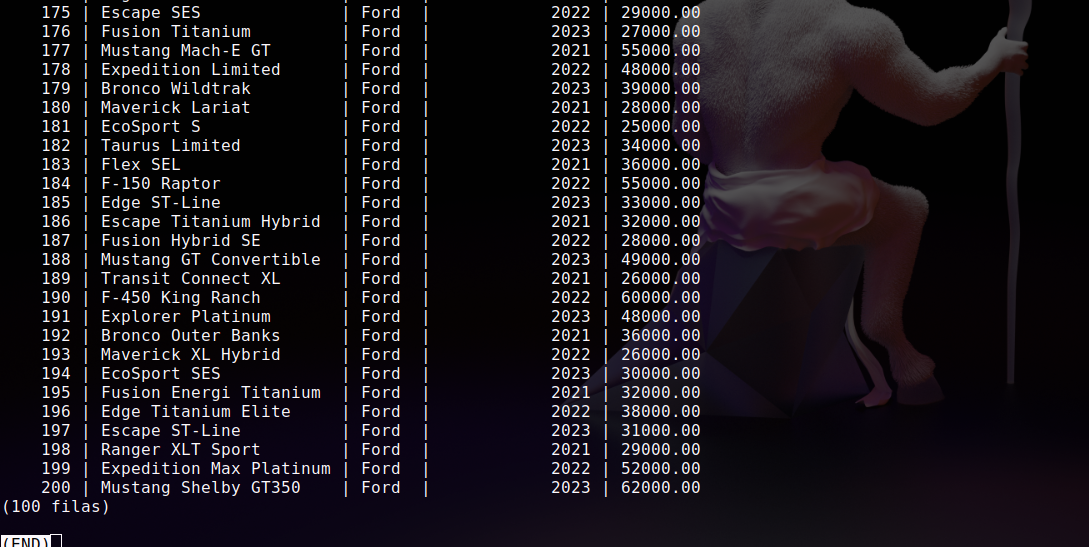 175 | Escape SES | Ford | 2022 | 29000.00
176 | Fusion Titanium | Ford | 2023 | 27000.00
177 | Mustang Mach-E GT | Ford | 2021 | 55000.00
178 | Expedition Limited | Ford | 2022 | 48000.00
179 | Bronco Wildtrak | Ford | 2023 | 39000.00
180 | Maverick Lariat | Ford | 2021 | 28000.00
181 | EcoSport S | Ford | 2022 | 25000.00
182 | Taurus Limited | Ford | 2023 | 34000.00
183 | Flex SEL | Ford | 2021 | 36000.00
184 | F-150 Raptor | Ford | 2022 | 55000.00
185 | Edge ST-Line | Ford | 2023 | 33000.00
186 | Escape Titanium Hybrid | Ford | 2021 | 32000.00
187 | Fusion Hybrid SE | Ford | 2022 | 28000.00
188 | Mustang GT Convertible | Ford | 2023 | 49000.00
189 | Transit Connect XL | Ford | 2021 | 26000.00
190 | F-450 King Ranch | Ford | 2022 | 60000.00
191 | Explorer Platinum | Ford | 2023 | 48000.00
192 | Bronco Outer Banks | Ford | 2021 | 36000.00
193 | Maverick XL Hybrid | Ford | 2022 | 26000.00
194 | EcoSport SES | Ford | 2023 | 30000.00
195 | Fusion Energi Titanium | Ford | 2021 | 32000.00
196 | Edge Titanium Elite | Ford | 2022 | 38000.00
197 | Escape ST-Line | Ford | 2023 | 31000.00
198 | Ranger XLT Sport | Ford | 2021 | 29000.00
199 | Expedition Max Platinum | Ford | 2022 | 52000.00
200 | Mustang Shelby GT350 | Ford | 2023 | 62000.00
(100 filas)
(END)